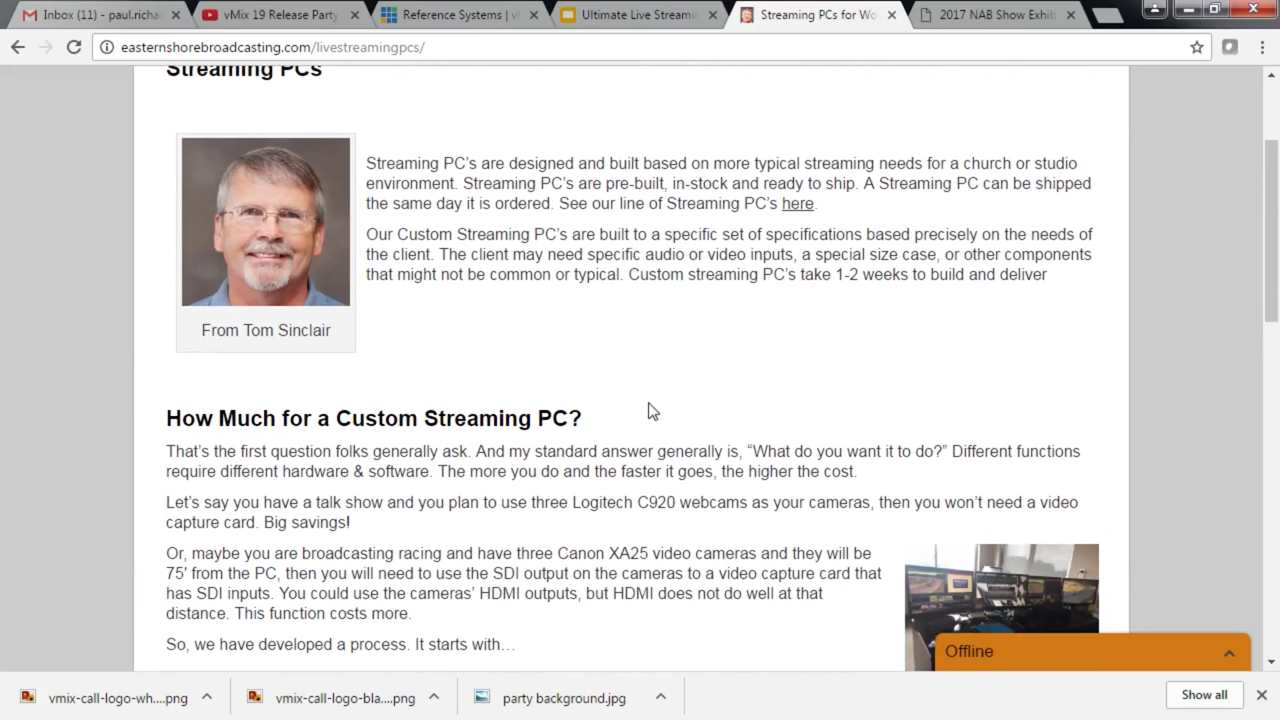 Inbox (11) - paul.richa
vMix 19 Release Party
Reference Systems | v
Ultimate Live Streamin
Streaming PCs for Wo
2017 NAB Show Exhib
easternshorebroadcasting.com/livestreamingpcs/
Streaming PCs
Streaming PC's are designed and built based on more typical streaming needs for a church or studio
environment. Streaming PC's are pre-built, in-stock and ready to ship. A Streaming PC can be shipped
the same day it is ordered. See our line of Streaming PC's here.
Our Custom Streaming PC's are built to a specific set of specifications based precisely on the needs of
the client. The client may need specific audio or video inputs, a special size case, or other components
that might not be common or typical. Custom streaming PC's take 1-2 weeks to build and deliver
From Tom Sinclair
How Much for a Custom Streaming PC?
That's the first question folks generally ask. And my standard answer generally is, “What do you want it to do?” Different functions
require different hardware & software. The more you do and the faster it goes, the higher the cost.
Let's say you have a talk show and you plan to use three Logitech C920 webcams as your cameras, then you won't need a video
capture card. Big savings!
Or, maybe you are broadcasting racing and have three Canon XA25 video cameras and they will be
75' from the PC, then you will need to use the SDI output on the cameras to a video capture card that
has SDI inputs. You could use the cameras' HDMI outputs, but HDMI does not do well at that
distance. This function costs more.
So, we have developed a process. It starts with…
Offline
vmix-call-logo-wh....png
vmix-call-logo-bla....png
party background.jpg
Show all